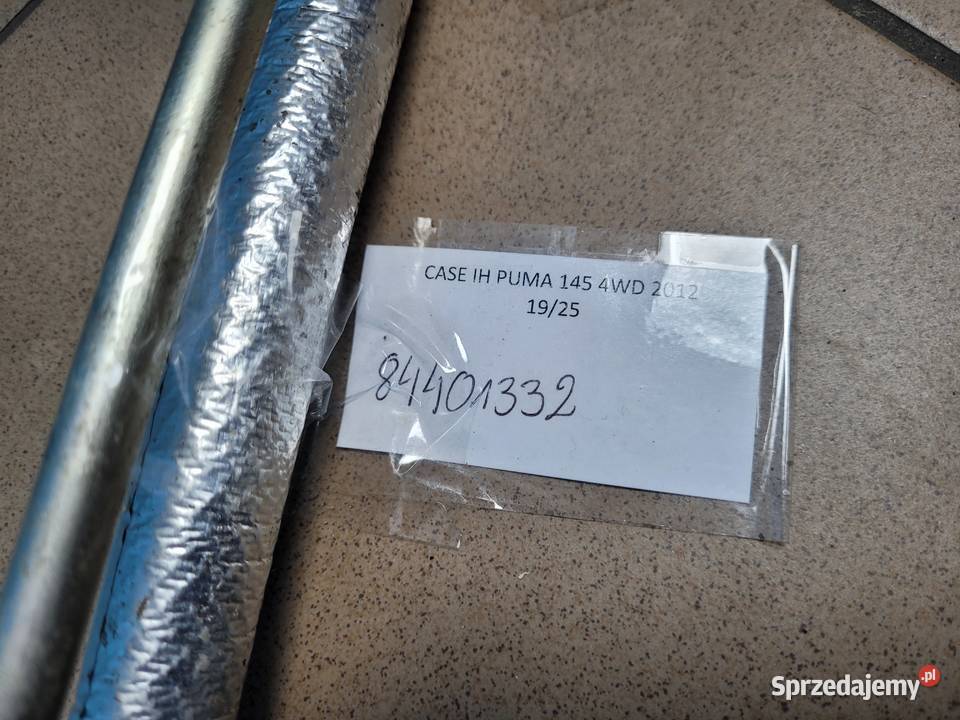 CASE IH PUMA 145 4WD 2012
19/25
84401332
Sprzedajemy.pl